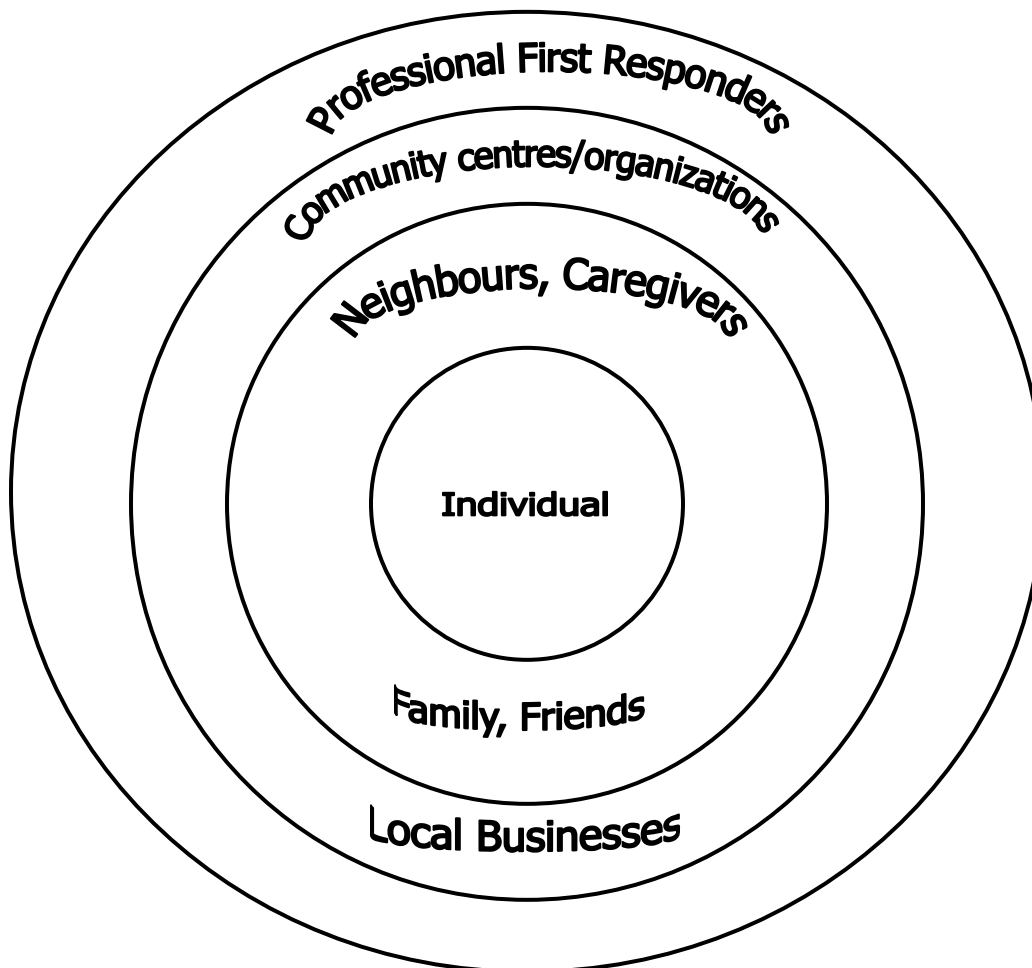 Professional First Responders
Community centres/organizations
Neighbours, Caregivers
Individual
Family, Friends
Local Businesses